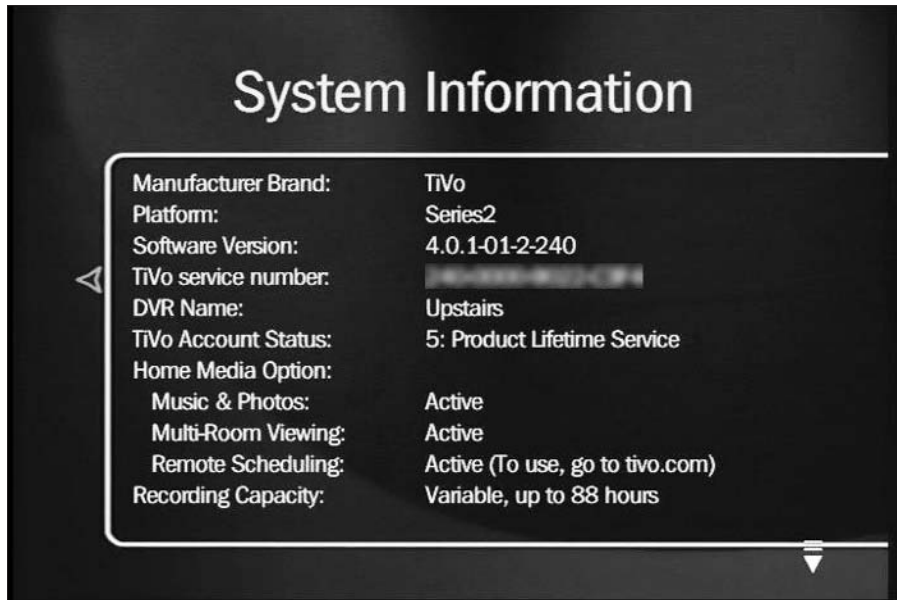 System Information
Manufacturer Brand: TiVo
Platform: Series2
Software Version: 4.0.1-01-2-240
TiVo service number:
DVR Name: Upstairs
TiVo Account Status: 5: Product Lifetime Service
Home Media Option:
Music & Photos: Active
Multi-Room Viewing: Active
Remote Scheduling: Active (To use, go to tivo.com)
Recording Capacity: Variable, up to 88 hours